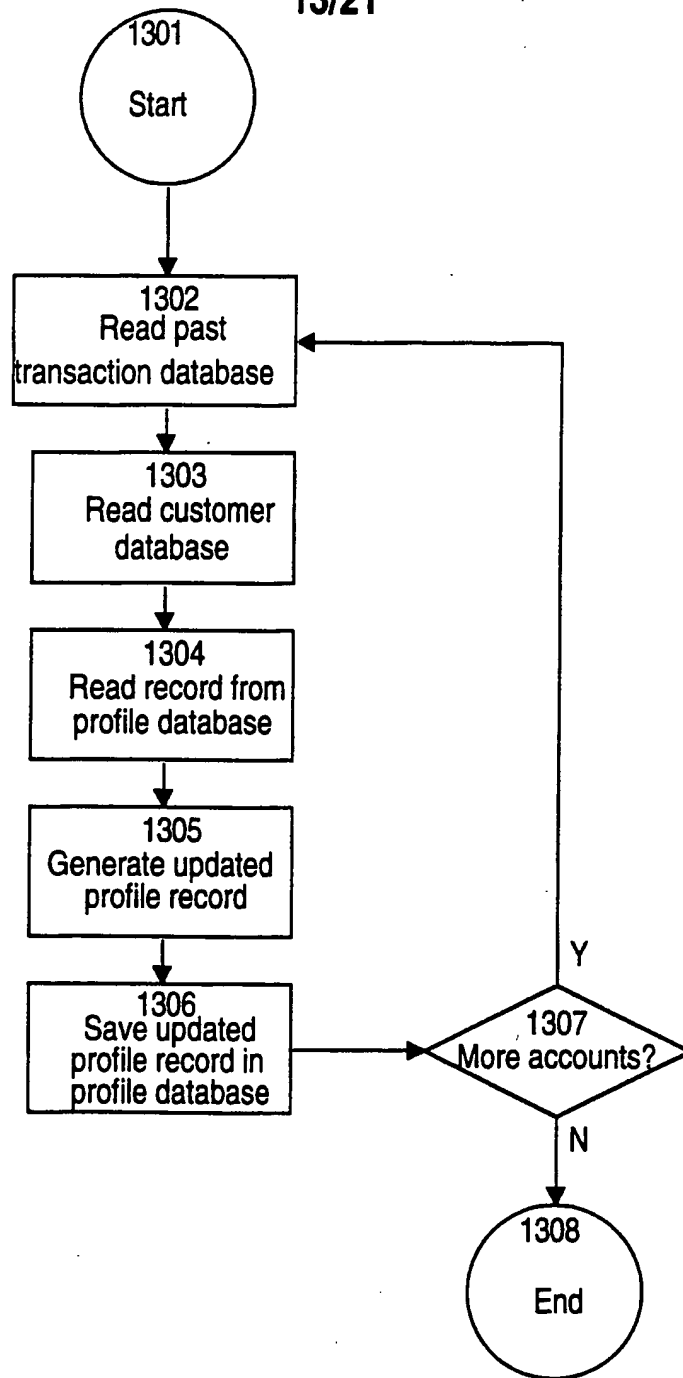 13/21
1301
Start
1302
Read past
transaction database
1303
Read customer
database
1304
Read record from
profile database
1305
Generate updated
profile record
1306
Save updated
profile record in
profile database
Y
1307
More accounts?
N
1308
End